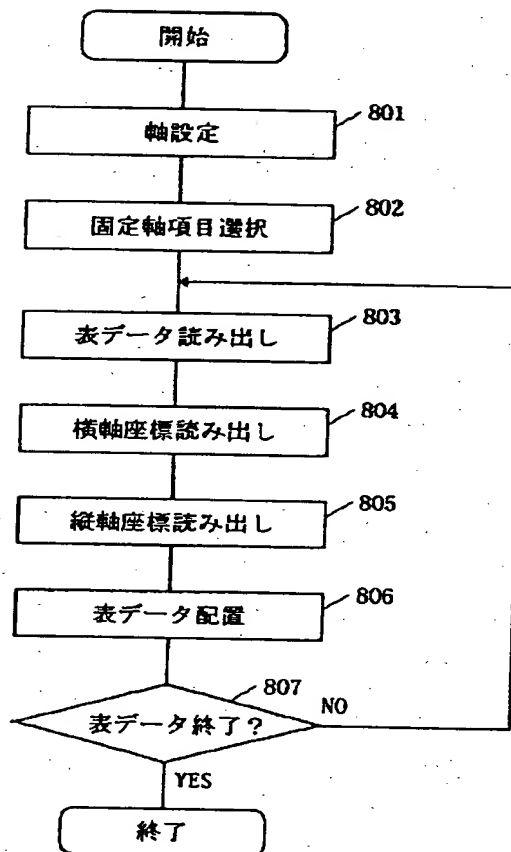 開始
軸設定
801
固定軸項目選択
802
表データ読み出し
803
横軸座標読み出し
804
縦軸座標読み出し
805
表データ配置
806
表データ終了?
807
NO
YES
終了